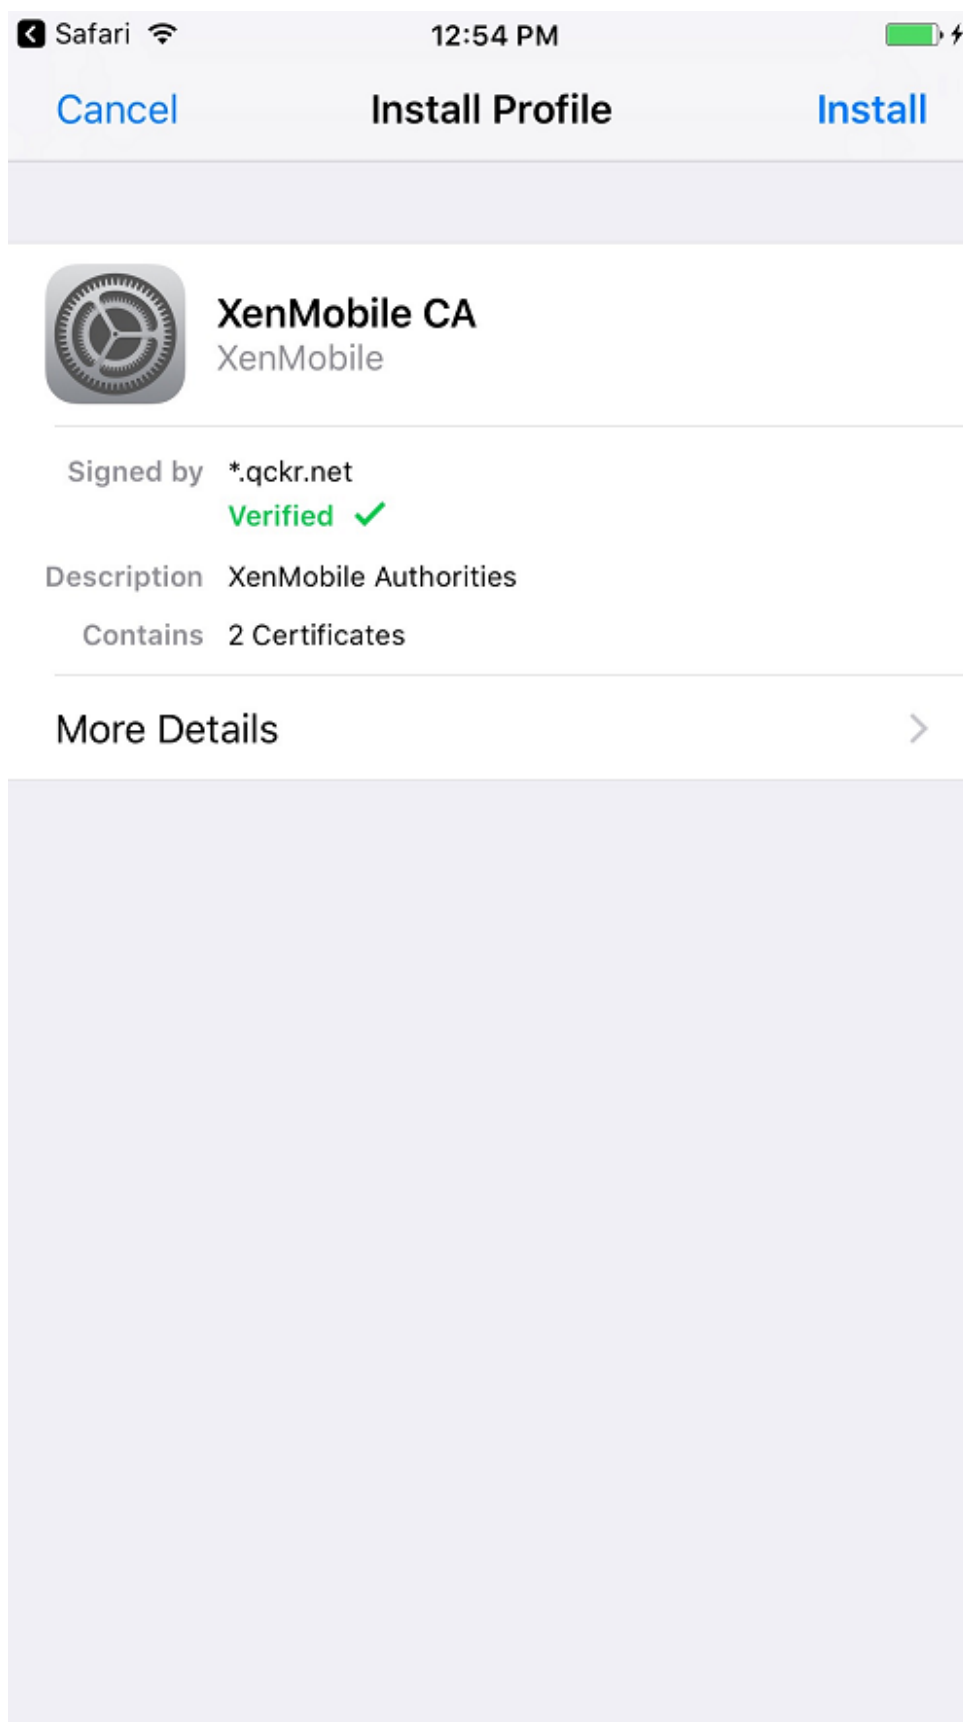 Safari 12:54 PM
Cancel Install Profile Install
XenMobile CA
XenMobile
Signed by *.qckr.net
Verified
Description XenMobile Authorities
Contains 2 Certificates
More Details